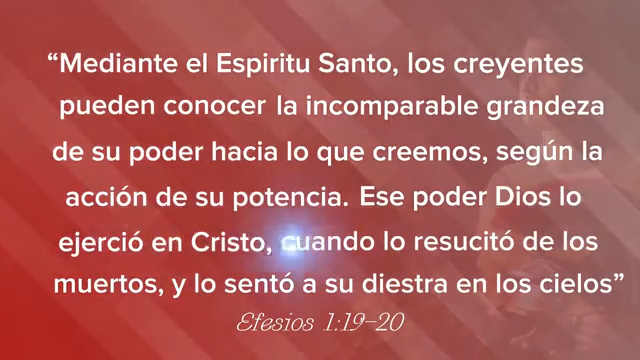 “Mediante el Espiritu Santo, los creyentes
pueden conocer la incomparable grandeza
de su poder hacia lo que creemos, según la
acción de su potencia. Ese poder Dios lo
ejerció en Cristo, cuando lo resucitó de los
muertos, y lo sentó a su diestra en los cielos”
Efesios 1:19-20